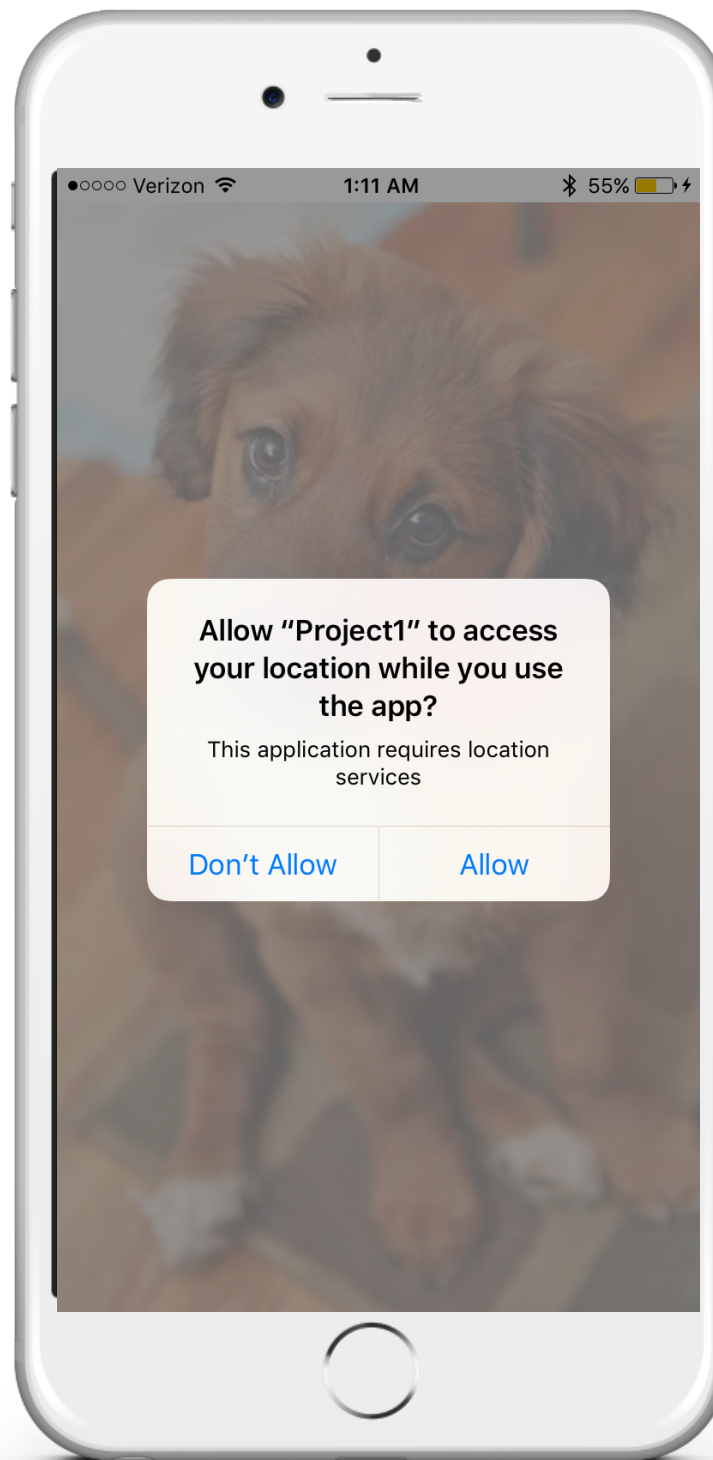 Verizon 1:11 AM 55%
Allow “Project1” to access
your location while you use
the app?
This application requires location
services
Don’t Allow Allow